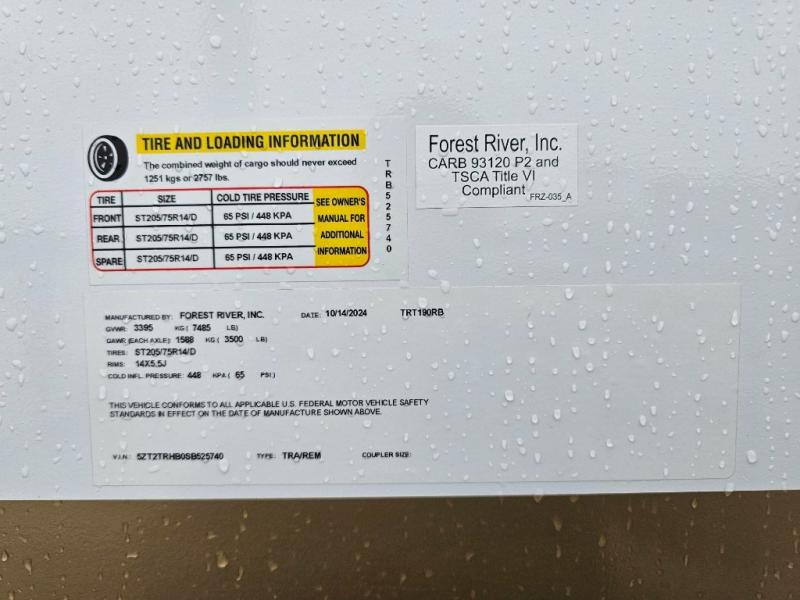 TIRE AND LOADING INFORMATION
The combined weight of cargo should never exceed
1251 kgs or 2757 lbs.
TIRE SIZE COLD TIRE PRESSURE SEE OWNER'S MANUAL FOR ADDITIONAL INFORMATION
FRONT ST205/75R14/D 65 PSI / 448 KPA
REAR ST205/75R14/D 65 PSI / 448 KPA
SPARE ST205/75R14/D 65 PSI / 448 KPA
TRB525740
Forest River, Inc.
CARB 93120 P2 and
TSCA Title VI
Compliant
FRZ-035_A
MANUFACTURED BY: FOREST RIVER, INC. DATE: 10/14/2024 TRT190RB
GVWR: 3395 KG ( 7485 LB)
GAWR (EACH AXLE): 1588 KG ( 3500 LB)
TIRES: ST205/75R14/D
RIMS: 14X5.5J
COLD INFL. PRESSURE: 448 KPA ( 65 PSI )
THIS VEHICLE CONFORMS TO ALL APPLICABLE U.S. FEDERAL MOTOR VEHICLE SAFETY
STANDARDS IN EFFECT ON THE DATE OF MANUFACTURE SHOWN ABOVE.
V.I.N.: 5ZT2TRHB0SB525740 TYPE: TRA/REM COUPLER SIZE: